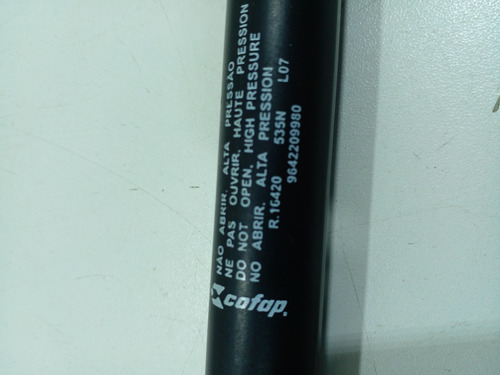 NÃO ABRIR. ALTA PRESSÃO
NE PAS OUVRIR. HAUTE PRESSION
DO NOT OPEN, HIGH PRESSURE
NO ABRIR. ALTA PRESSION
R.16420 535N L07
9642209980
cofap